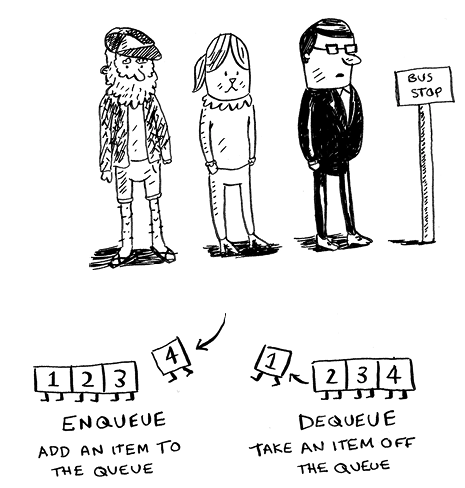 BUS
STOP
1 2 3
4
ENQUEUE
ADD AN ITEM TO
THE QUEUE
1
2 3 4
DEQUEUE
TAKE AN ITEM OFF
THE QUEUE